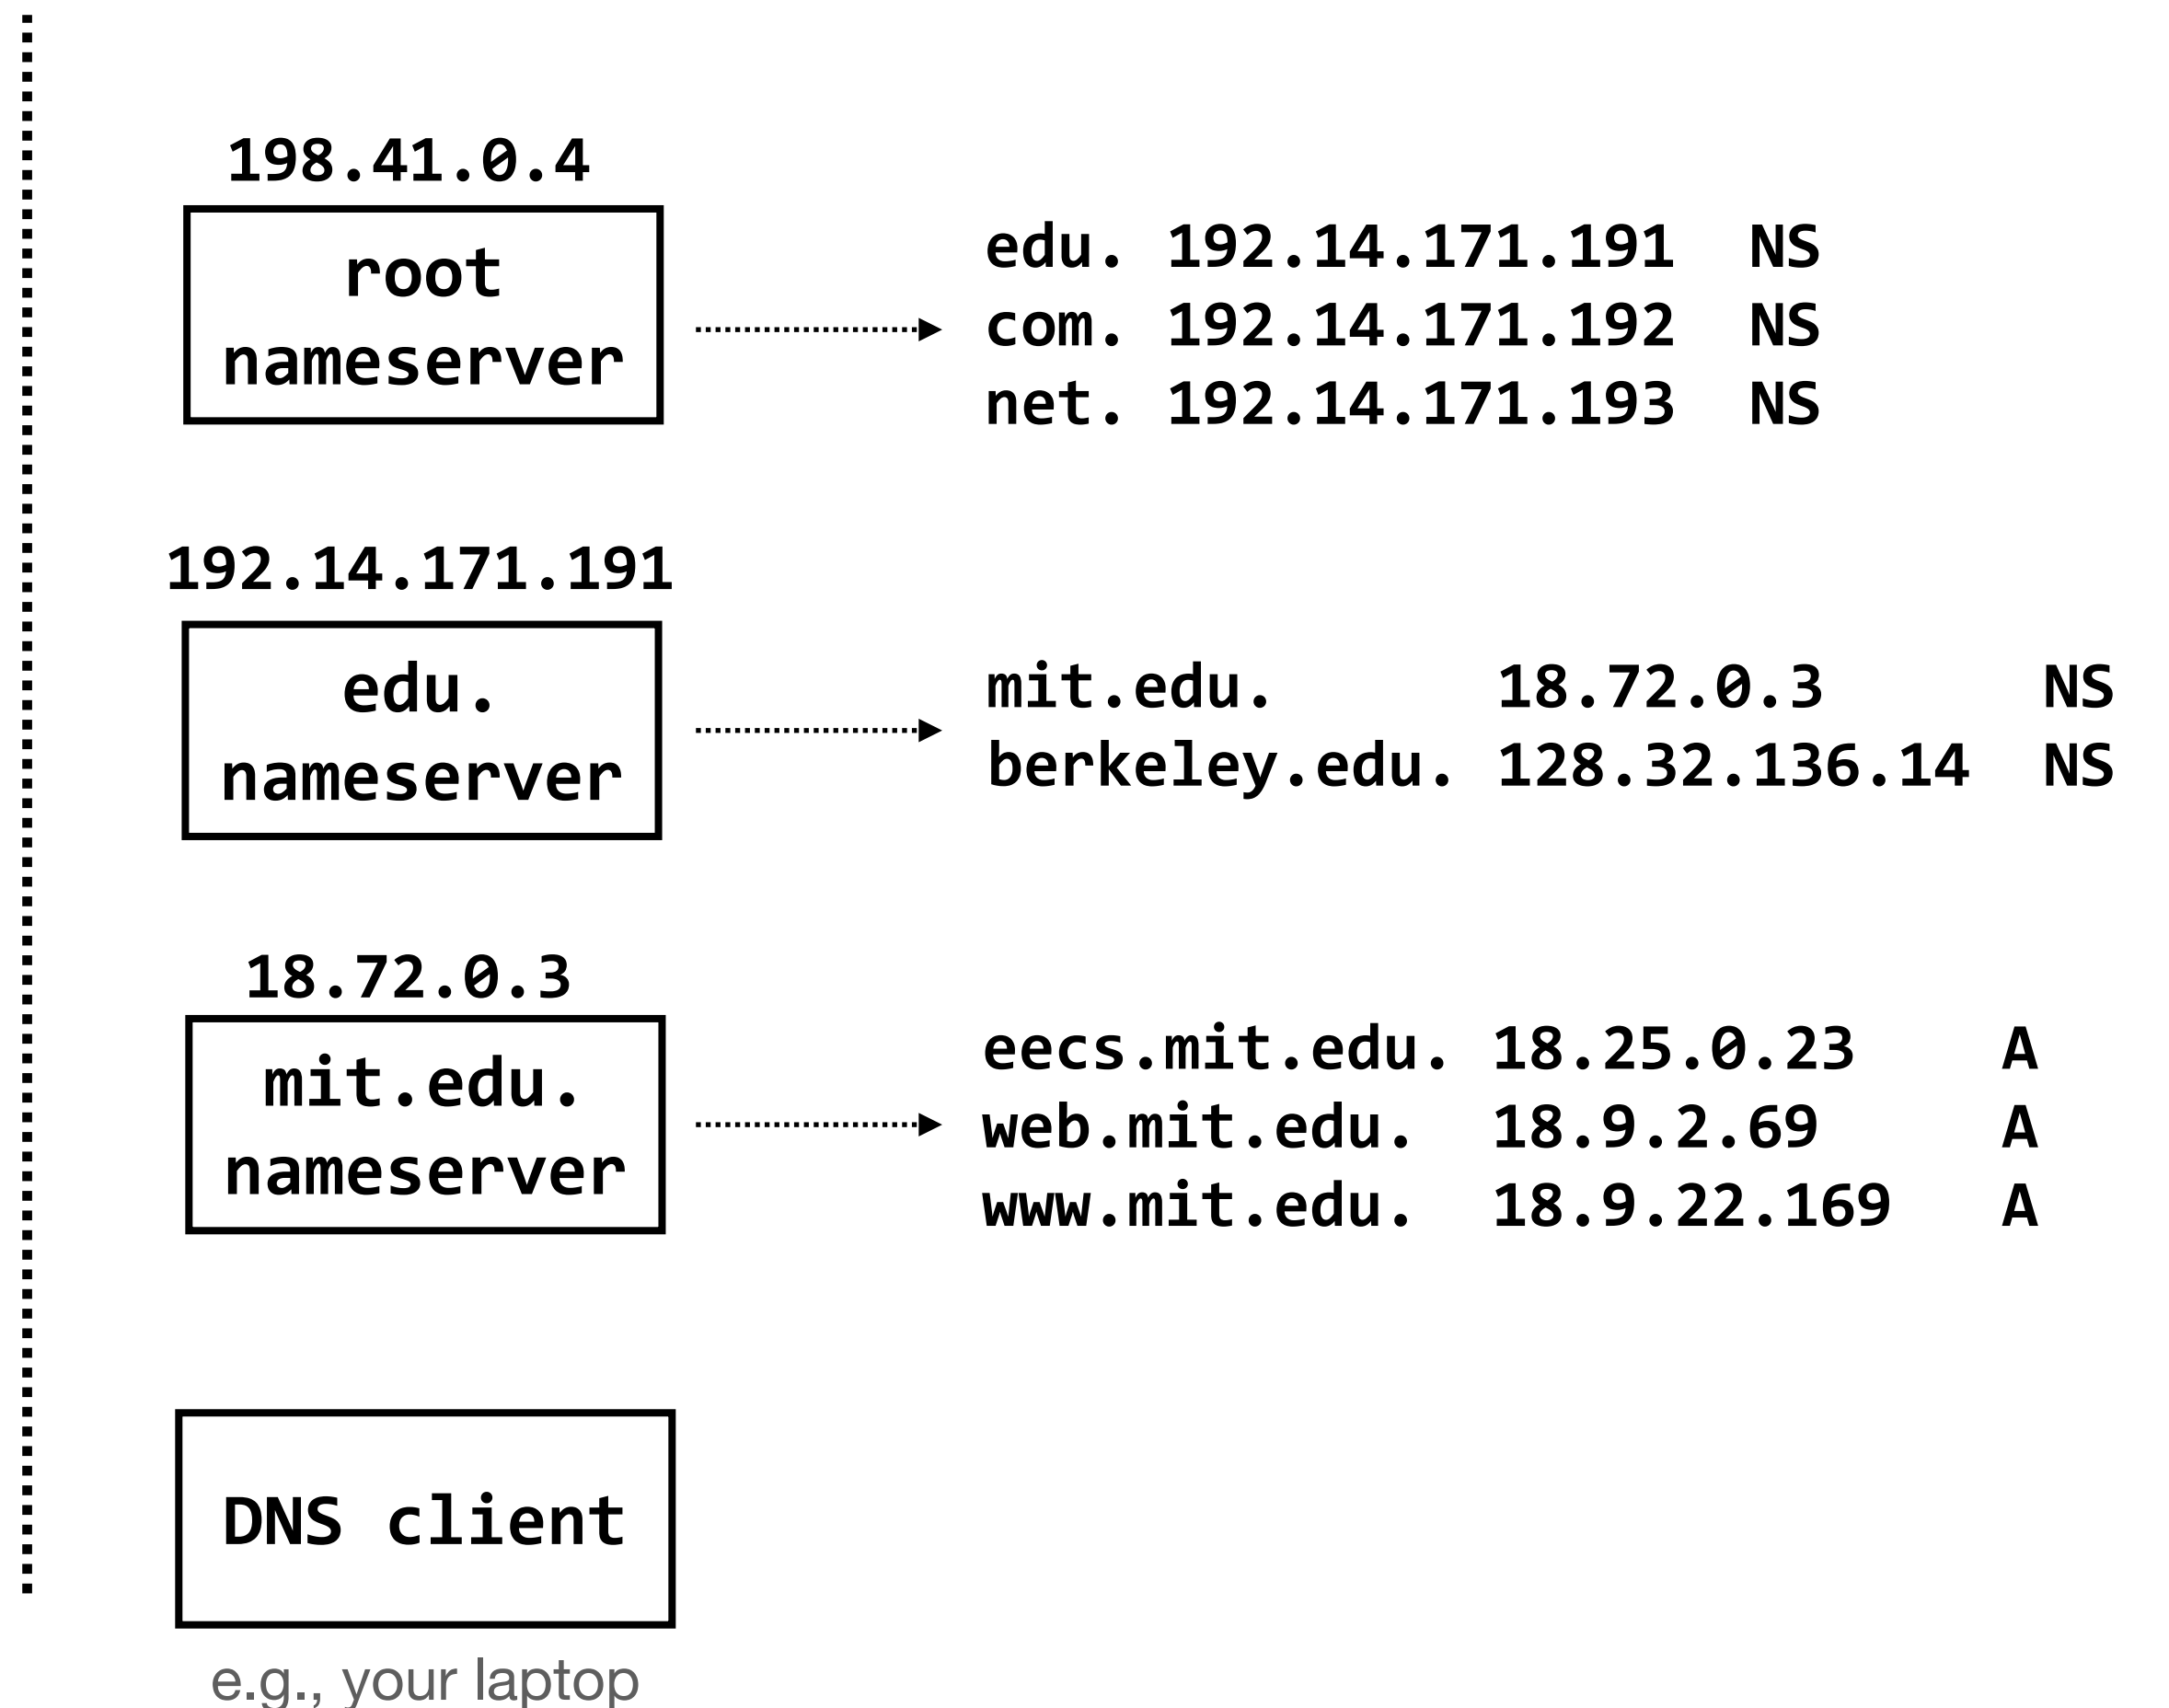 198.41.0.4
root
nameserver
edu. 192.14.171.191 NS
com. 192.14.171.192 NS
net. 192.14.171.193 NS
192.14.171.191
edu.
nameserver
mit.edu. 18.72.0.3 NS
berkeley.edu. 128.32.136.14 NS
18.72.0.3
mit.edu.
nameserver
eecs.mit.edu. 18.25.0.23 A
web.mit.edu. 18.9.2.69 A
www.mit.edu. 18.9.22.169 A
DNS client
e.g., your laptop